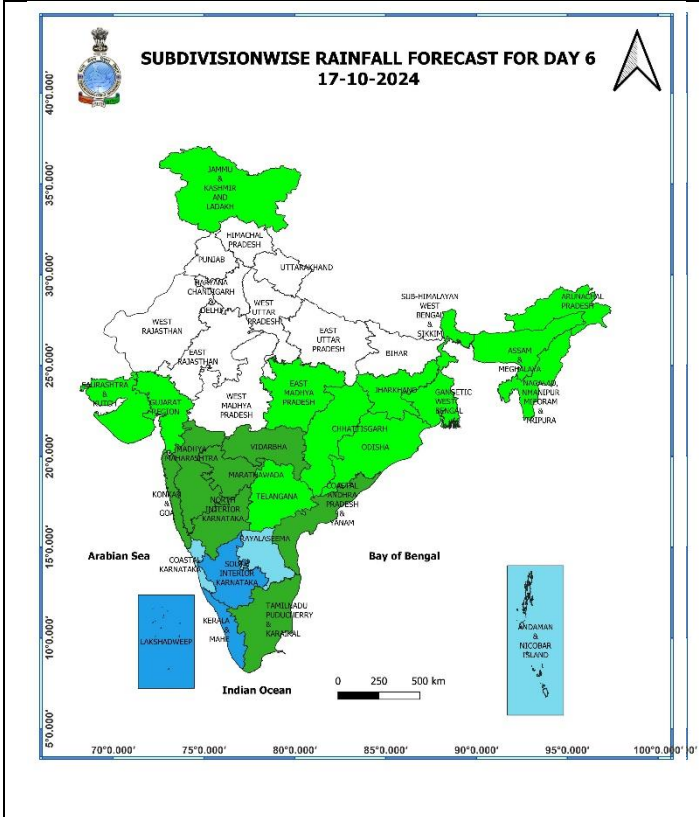 SUBDIVISIONWISE RAINFALL FORECAST FOR DAY 6
17-10-2024
40°0.000'
35°0.000'
30°0.000'
25°0.000'
20°0.000'
15°0.000'
10°0.000'
5°0.000'
JAMMU
&
KASHMIR
AND
LADAKH
HIMACHAL
PRADESH
PUNJAB
UTTARAKHAND
HARYANA
CHANDIGARH
&
DELHI
WEST
RAJASTHAN
WEST
UTTAR
PRADESH
EAST
RAJASTHAN
EAST
UTTAR
PRADESH
SUB-HIMALAYAN
WEST
BENGAL
&
SIKKIM
BIHAR
ARUNACHAL
PRADESH
ASSAM
MEGHALAYA
&
TRIPURA
SAURASHTRA
&
GUJARAT
REGION
WEST
MADHYA
PRADESH
EAST
MADHYA
PRADESH
JHARKHAND
GANGETIC
WEST
BENGAL
CHHATTISGARH
ODISHA
MADHYA
MAHARASHTRA
VIDARBHA
MARATHAWADA
KONKAN
&
GOA
NORTH
INTERIOR
KARNATAKA
TELANGANA
COASTAL
ANDHRA
PRADESH
&
YANAM
RAYALASEEMA
COASTAL
KARNATAKA
SOUTH
INTERIOR
KARNATAKA
Arabian Sea
Bay of Bengal
TAMILNADU
PUDUCHERRY
&
KARAIKAL
KERALA
&
MAHE
LAKSHADWEEP
ANDAMAN
&
NICOBAR
ISLAND
Indian Ocean
0 250 500 km
70°0.000' 75°0.000' 80°0.000' 85°0.000' 90°0.000' 95°0.000' 100°0.000'